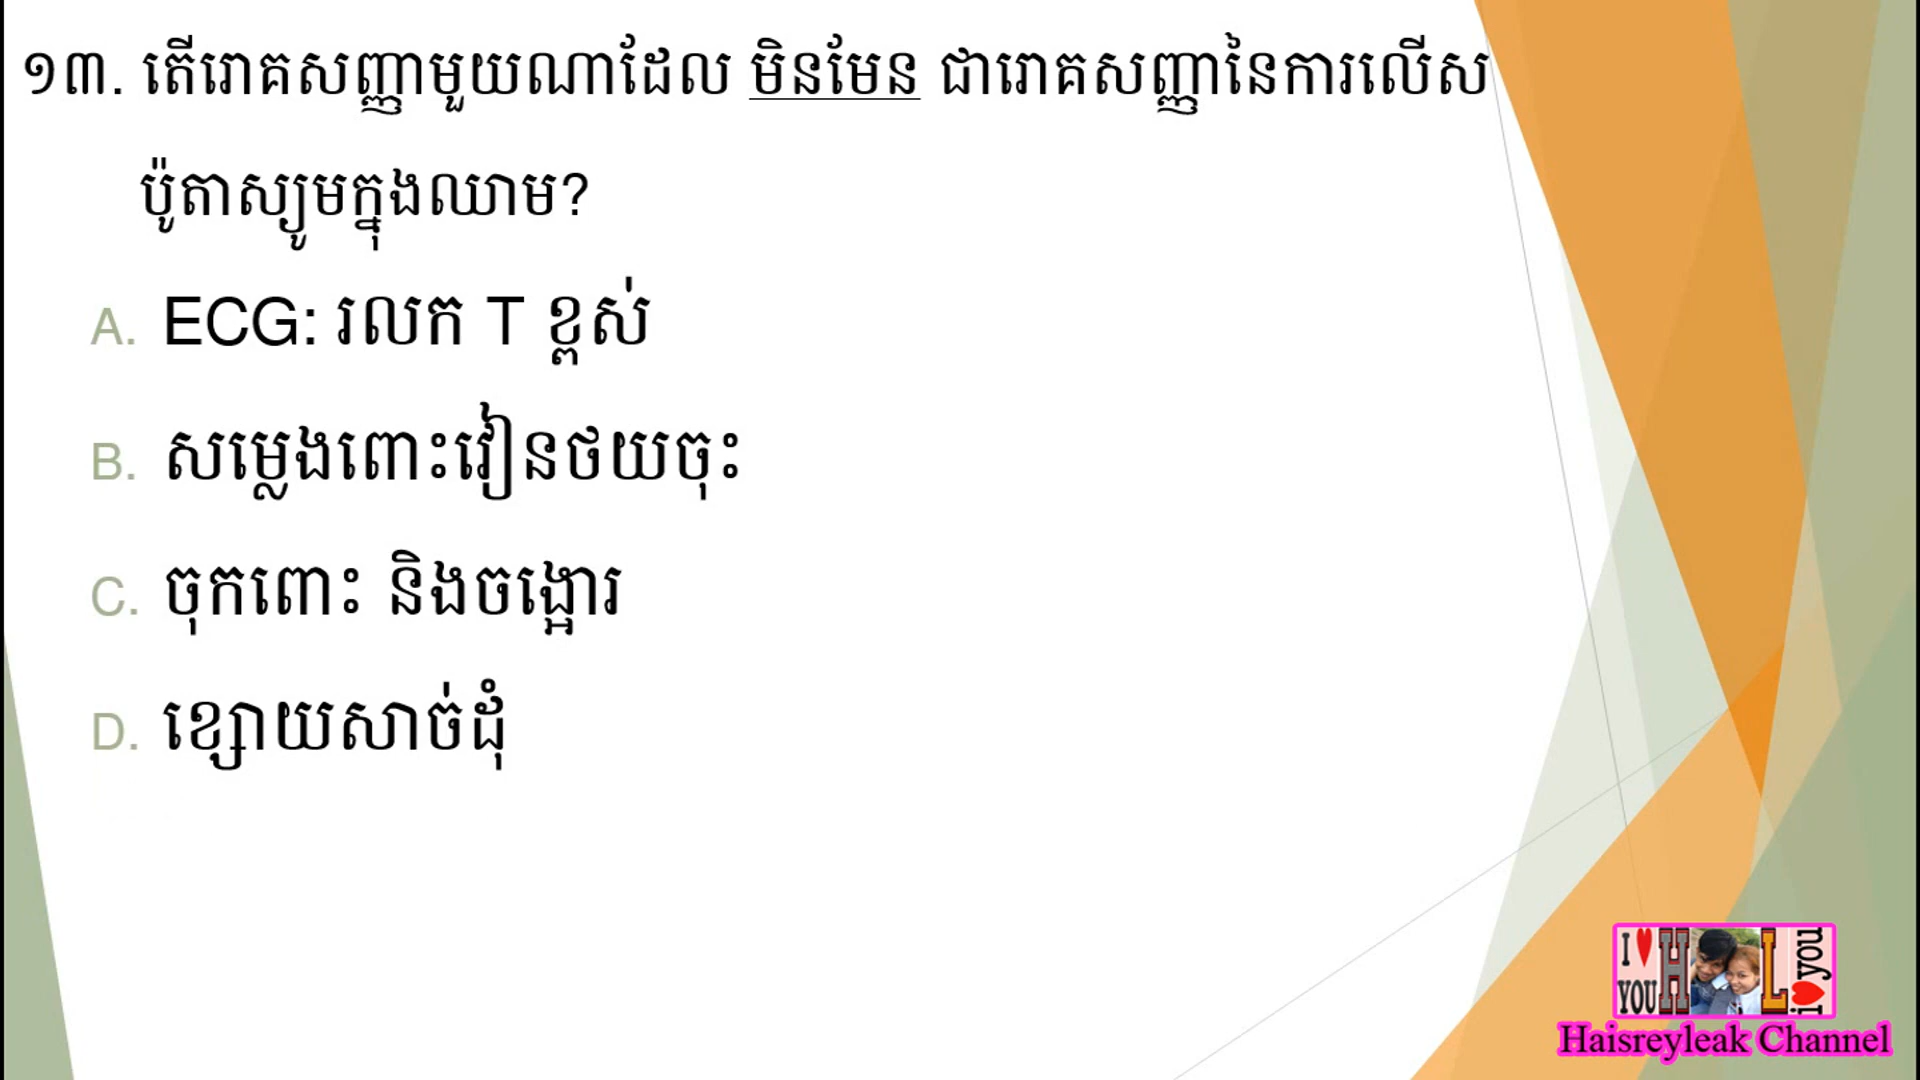 ១៣. តើរោគសញ្ញាមួយណាដែល មិនមែន ជារោគសញ្ញានៃការលើស
ប៉ូតាស្យូមក្នុងឈាម?
A. ECG: រលក T ខ្ពស់
B. សម្លេងពោះវៀនថយចុះ
C. ចុកពោះ និងចង្អោរ
D. ខ្សោយសាច់ដុំ
I ♥ YOU H L i ♥ you
Haisreyleak Channel